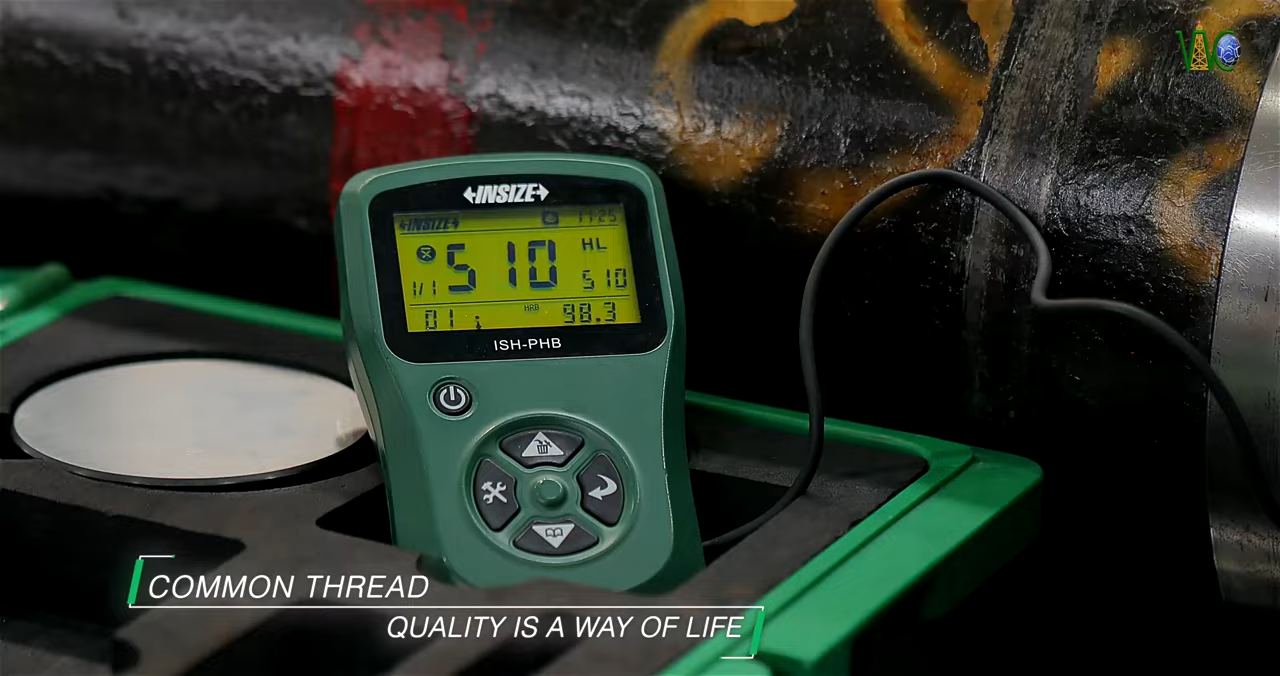 VWC
INSIZE
INSIZE 11:25
x̄ 510 HL
1/1 510
01 HRB 98.3
ISH-PHB
COMMON THREAD
QUALITY IS A WAY OF LIFE